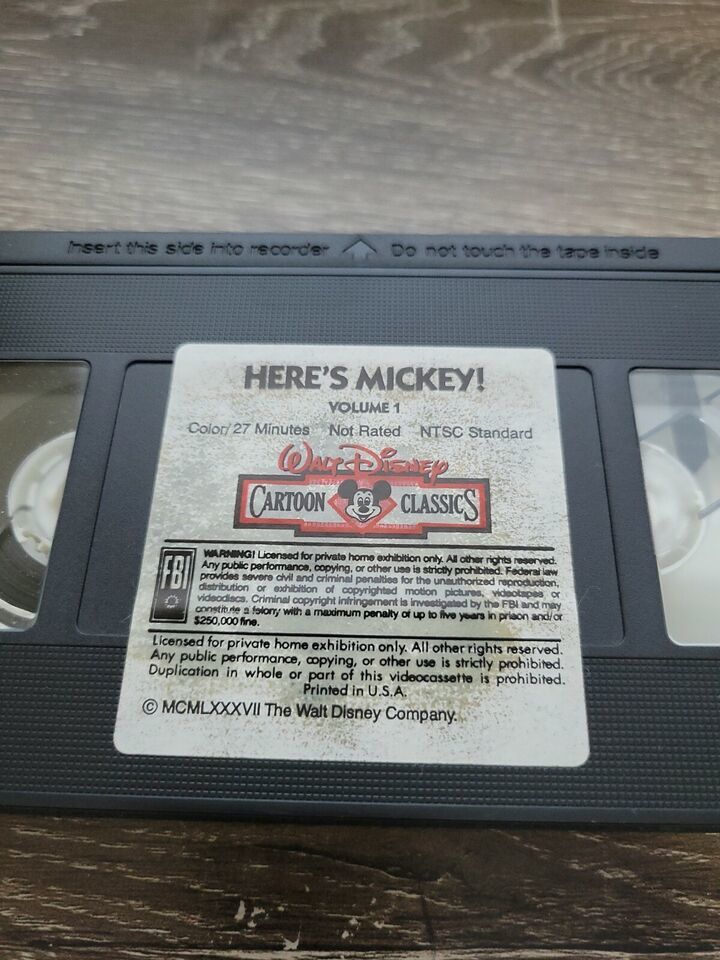 Insert this side into recorder Do not touch the tape inside
HERE'S MICKEY!
VOLUME 1
Color/27 Minutes Not Rated NTSC Standard
WALT DISNEY
CARTOON CLASSICS
FBI
WARNING! Licensed for private home exhibition only. All other rights reserved.
Any public performance, copying, or other use is strictly prohibited. Federal law
provides severe civil and criminal penalties for the unauthorized reproduction,
distribution or exhibition of copyrighted motion pictures, videotapes or
videodiscs. Criminal copyright infringement is investigated by the FBI and may
constitute a felony with a maximum penalty of up to five years in prison and/or
$250,000 fine.
Licensed for private home exhibition only. All other rights reserved.
Any public performance, copying, or other use is strictly prohibited.
Duplication in whole or part of this videocassette is prohibited.
Printed in U.S.A.
© MCMLXXXVII The Walt Disney Company.